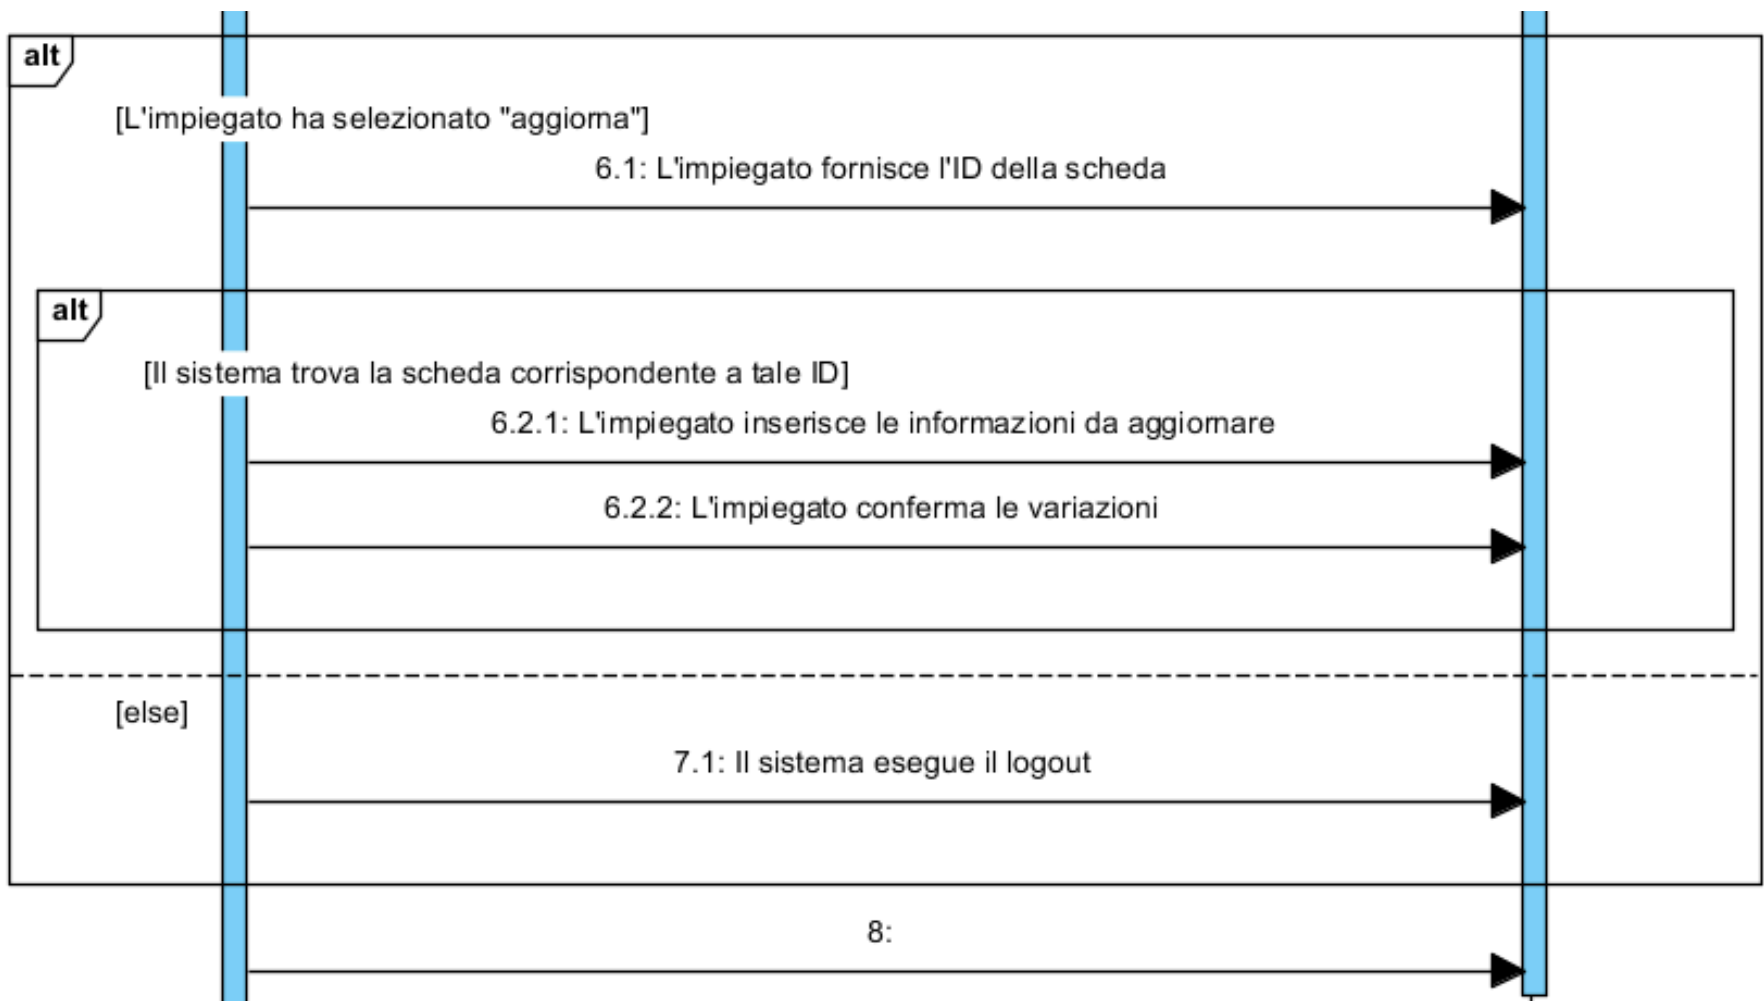 alt
[L'impiegato ha selezionato "aggiorna"]
6.1: L'impiegato fornisce l'ID della scheda
alt
[Il sistema trova la scheda corrispondente a tale ID]
6.2.1: L'impiegato inserisce le informazioni da aggiornare
6.2.2: L'impiegato conferma le variazioni
[else]
7.1: Il sistema esegue il logout
8: